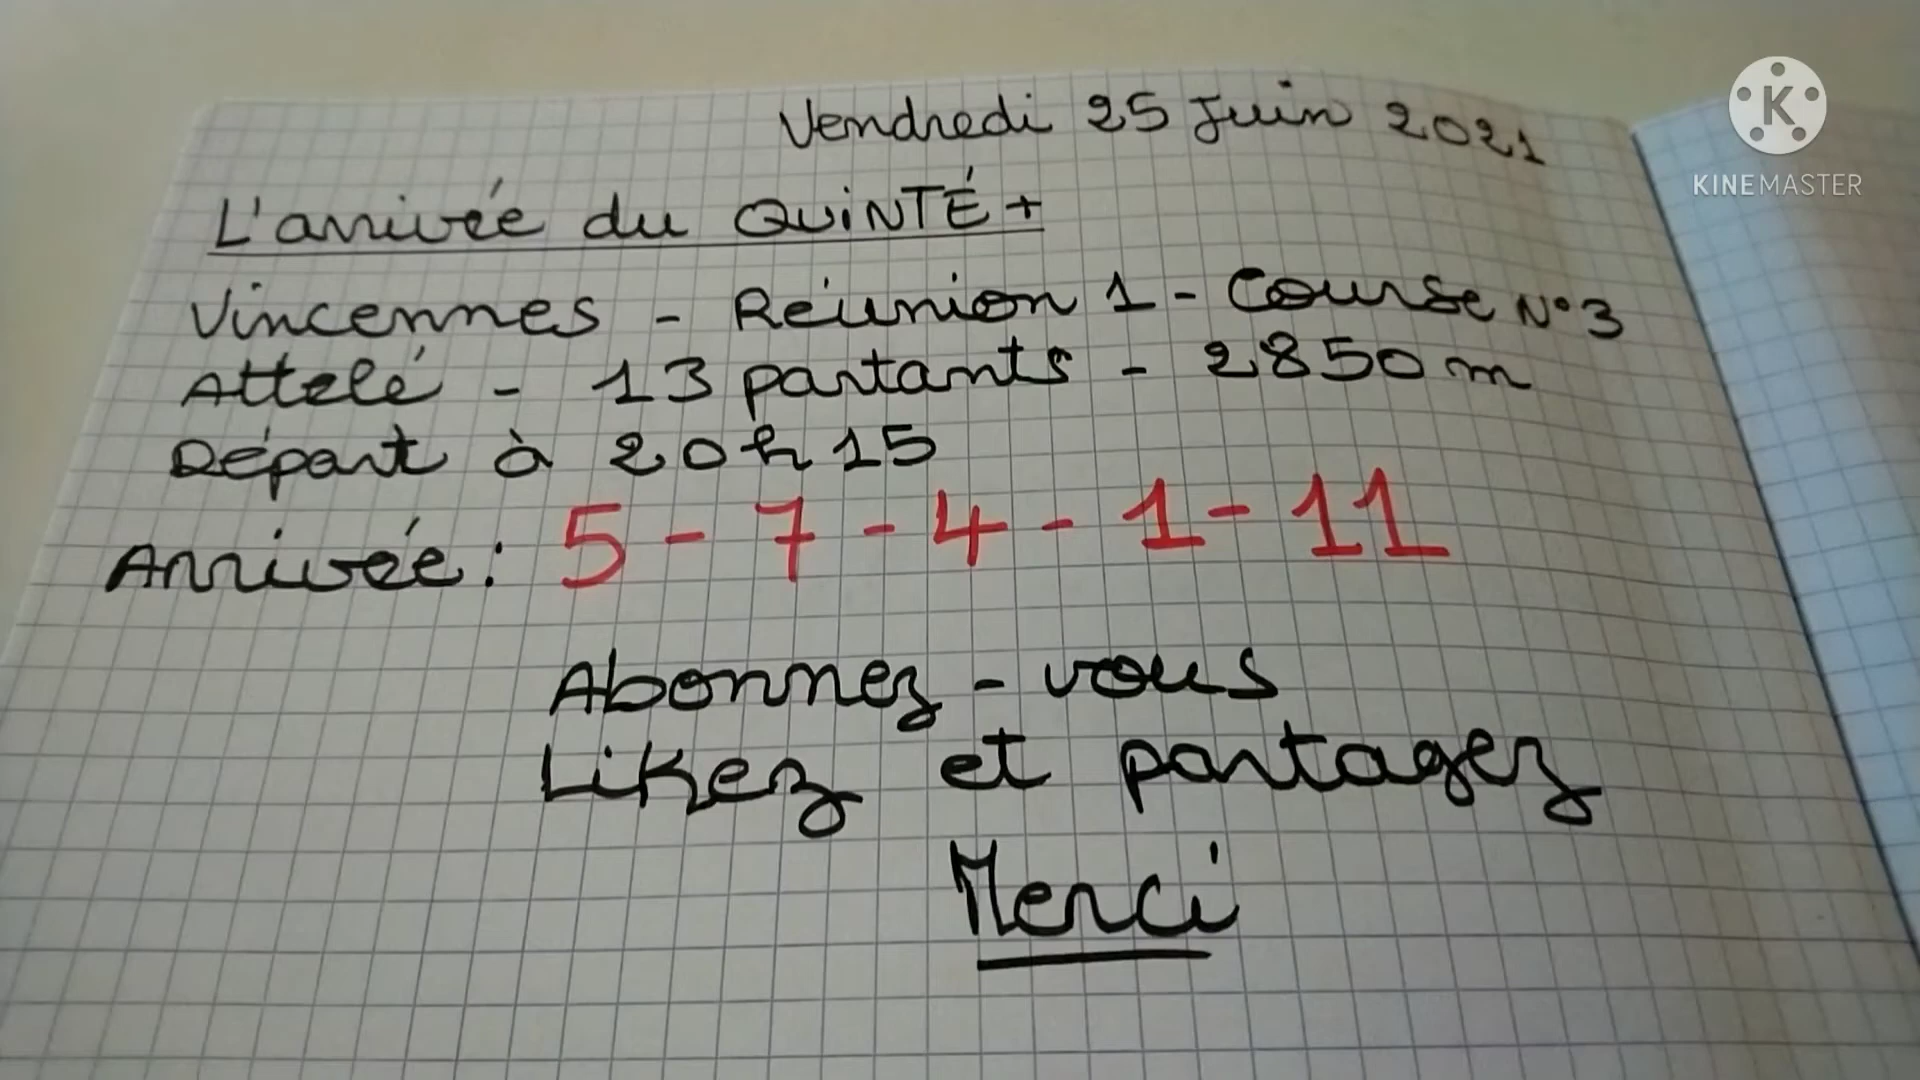 Vendredi 25 Juin 2021
L'arrivée du QUINTÉ+
Vincennes - Réunion 1 - Course N°3
Attelé - 13 partants - 2850 m
Départ à 20h15
Arrivée : 5 - 7 - 4 - 1 - 11
Abonnez - vous
Likez et partagez
Merci
K
KINEMASTER